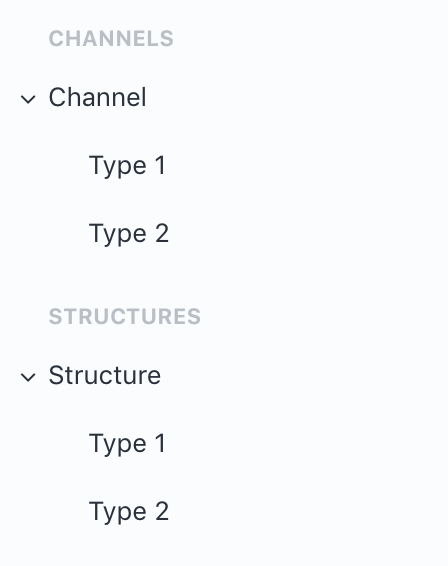 CHANNELS
Channel
Type 1
Type 2
STRUCTURES
Structure
Type 1
Type 2